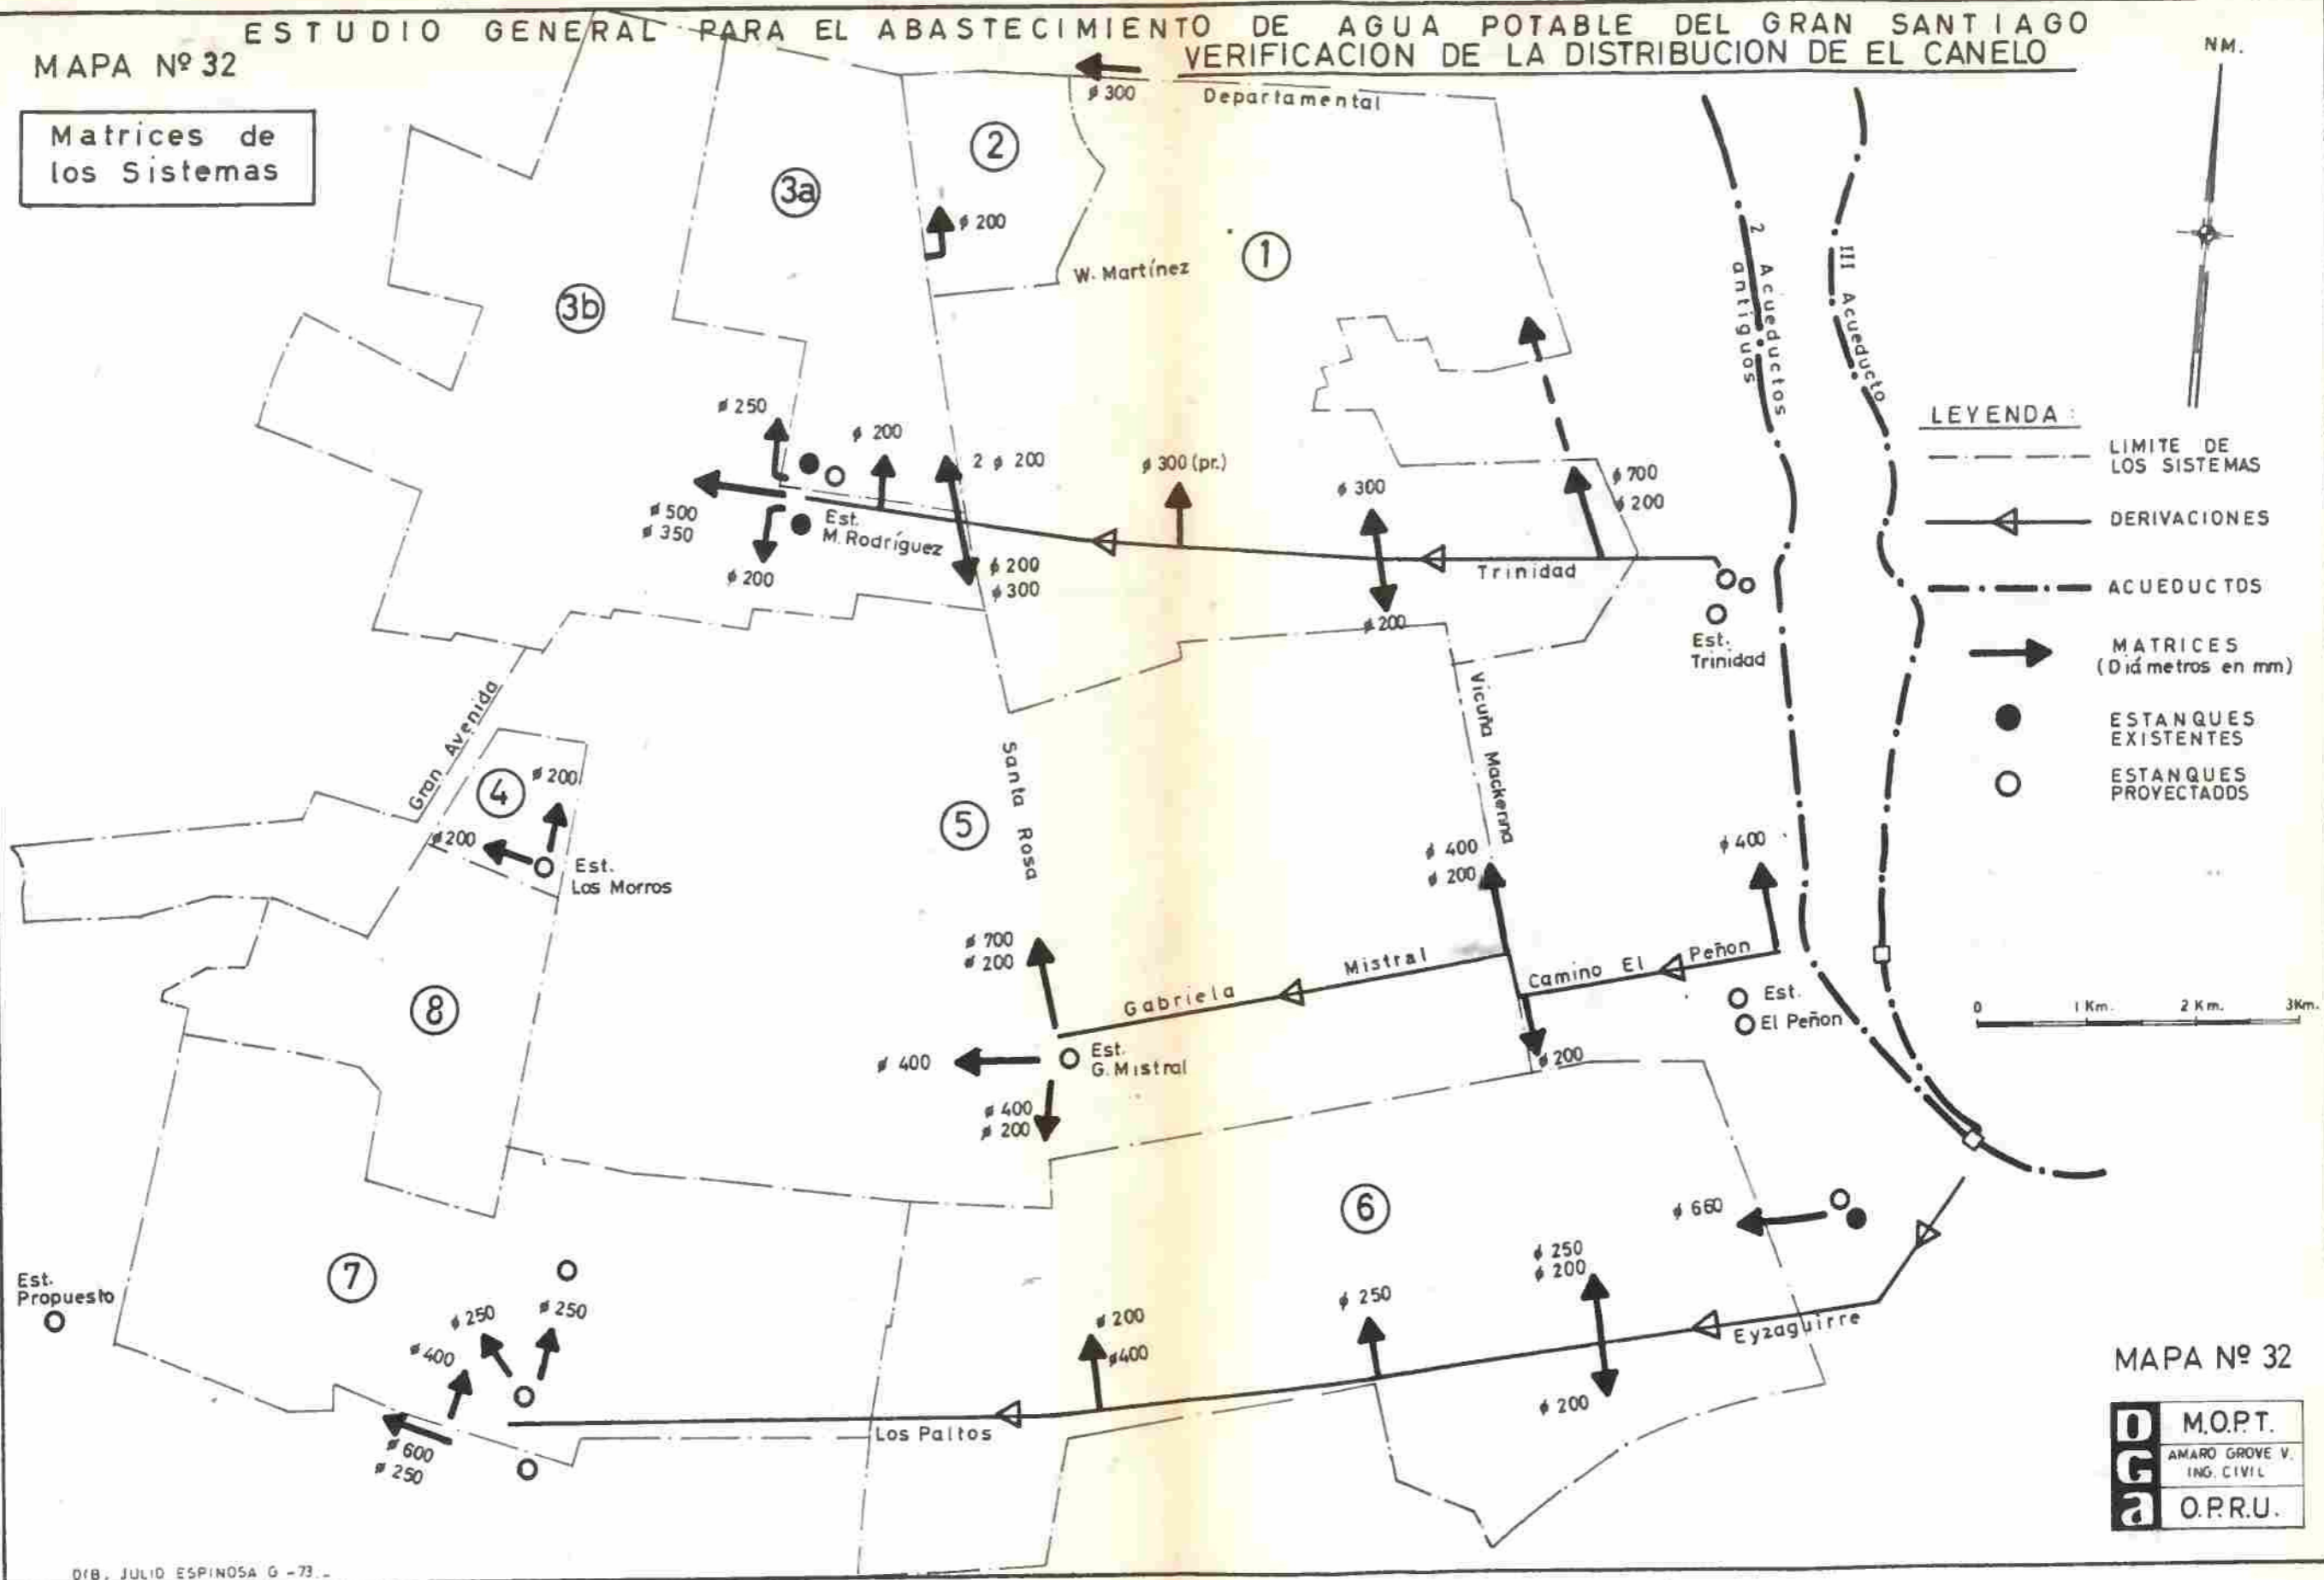 ESTUDIO GENERAL PARA EL ABASTECIMIENTO DE AGUA POTABLE DEL GRAN SANTIAGO
VERIFICACION DE LA DISTRIBUCION DE EL CANELO
MAPA Nº 32
NM.
Matrices de
los Sistemas
ø 300
Departamental
2
3a
ø 200
W. Martínez
1
3b
2 Acueductos
antiguos
III Acueducto
LEYENDA :
LIMITE DE
LOS SISTEMAS
DERIVACIONES
ACUEDUCTOS
MATRICES
(Diámetros en mm)
ESTANQUES
EXISTENTES
ESTANQUES
PROYECTADOS
ø 250
ø 200
2 ø 200
ø 300 (pr.)
ø 300
ø 700
ø 200
ø 500
ø 350
Est.
M. Rodríguez
ø 200
ø 200
ø 300
Trinidad
ø 200
Est.
Trinidad
Gran Avenida
Santa Rosa
Vicuña Mackenna
4
ø 200
ø 200
Est.
Los Morros
5
ø 400
ø 200
ø 400
ø 700
ø 200
Gabriela Mistral
Camino El Peñon
Est.
El Peñon
0 1 Km. 2 Km. 3Km.
8
ø 400
Est.
G. Mistral
ø 200
ø 400
ø 200
6
ø 660
7
Est.
Propuesto
ø 250
ø 250
ø 400
ø 200
ø 400
ø 250
ø 250
ø 200
Eyzaguirre
ø 200
Los Paltos
ø 600
ø 250
MAPA Nº 32
DGa
M.O.P.T.
AMARO GROVE V.
ING. CIVIL
O.P.R.U.
DIB. JULIO ESPINOSA G - 73.-